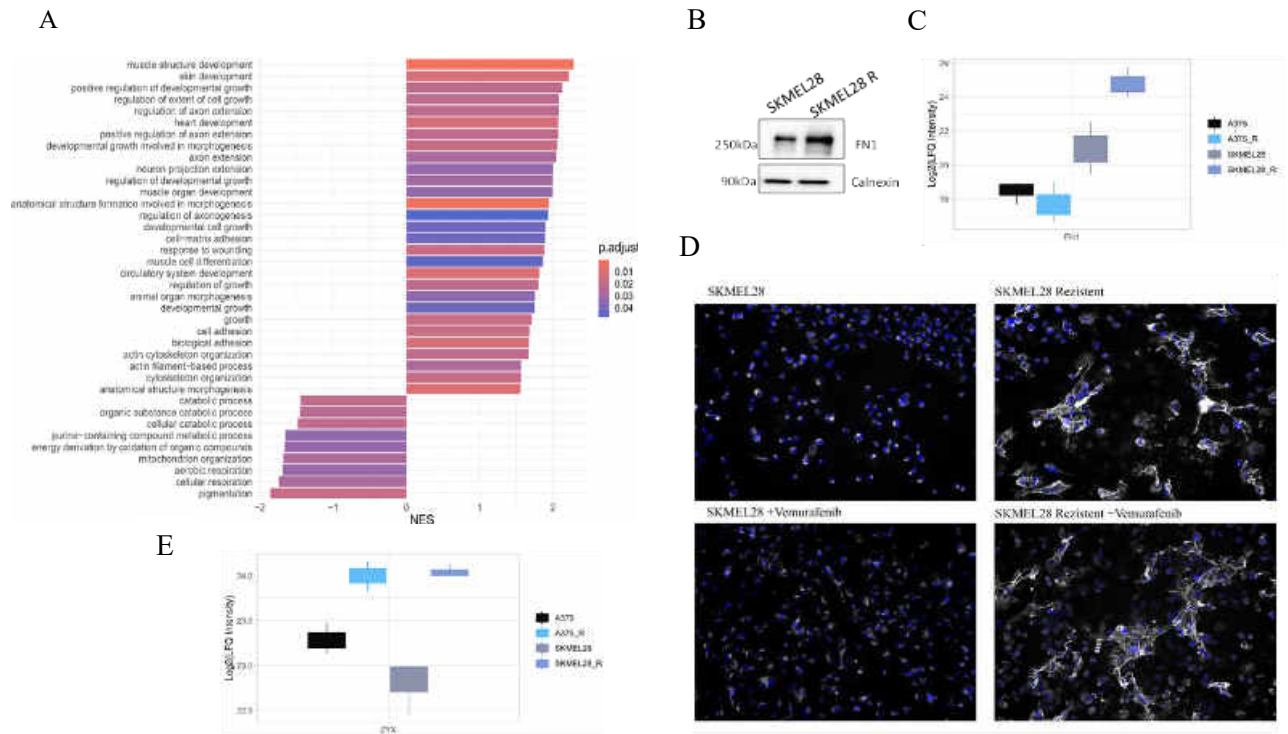 A
muscle structure development
skin development
positive regulation of developmental growth
regulation of extent of cell growth
regulation of axon extension
heart development
positive regulation of axon extension
developmental growth involved in morphogenesis
axon extension
neuron projection extension
regulation of developmental growth
muscle organ development
anatomical structure formation involved in morphogenesis
regulation of axonogenesis
developmental cell growth
cell-matrix adhesion
response to wounding
muscle cell differentiation
circulatory system development
regulation of growth
animal organ morphogenesis
developmental growth
growth
cell adhesion
biological adhesion
actin cytoskeleton organization
actin filament-based process
cytoskeleton organization
anatomical structure morphogenesis
catabolic process
organic substance catabolic process
cellular catabolic process
purine-containing compound metabolic process
energy derivation by oxidation of organic compounds
mitochondrion organization
aerobic respiration
cellular respiration
pigmentation
−2 −1 0 1 2
NES
p.adjust
0.01
0.02
0.03
0.04
B
SKMEL28
SKMEL28 R
250kDa
FN1
90kDa
Calnexin
C
Log2(LFQ Intensity)
26
24
22
20
18
A375
A375_R
SKMEL28
SKMEL28_R
D
SKMEL28
SKMEL28 Rezistent
SKMEL28 +Vemurafenib
SKMEL28 Rezistent +Vemurafenib
E
Log2(LFQ Intensity)
A375
A375_R
SKMEL28
SKMEL28_R
ZYX